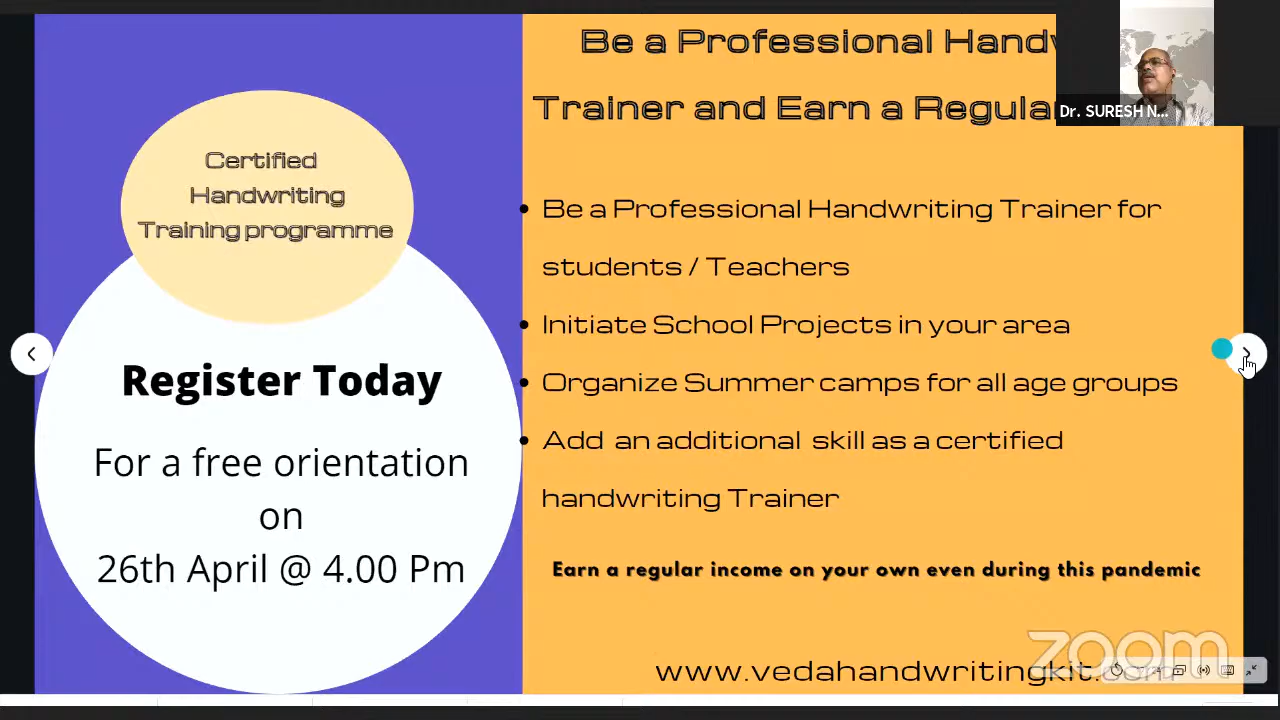 Be a Professional
Trainer and Earn a
Certified
Handwriting
Training programme
Register Today
For a free orientation
on
26th April @ 4.00 Pm
Be a Professional Handwriting Trainer for
students / Teachers
Initiate School Projects in your area
Organize Summer camps for all age groups
Add an additional skill as a certified
handwriting Trainer
Earn a regular income on your own even during this pandemic
www.vedahandwritingkit.com
Dr. SURESH N...
zoom